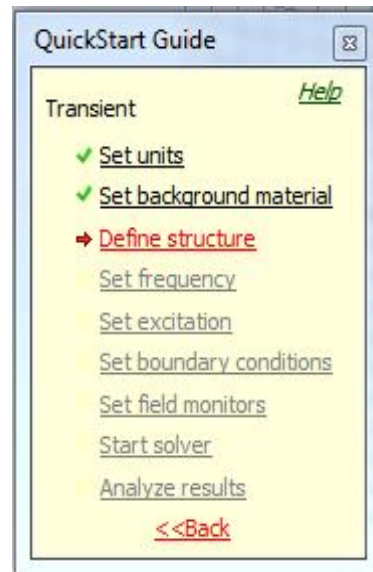 QuickStart Guide
Help
Transient
Set units
Set background material
Define structure
Set frequency
Set excitation
Set boundary conditions
Set field monitors
Start solver
Analyze results
<<Back